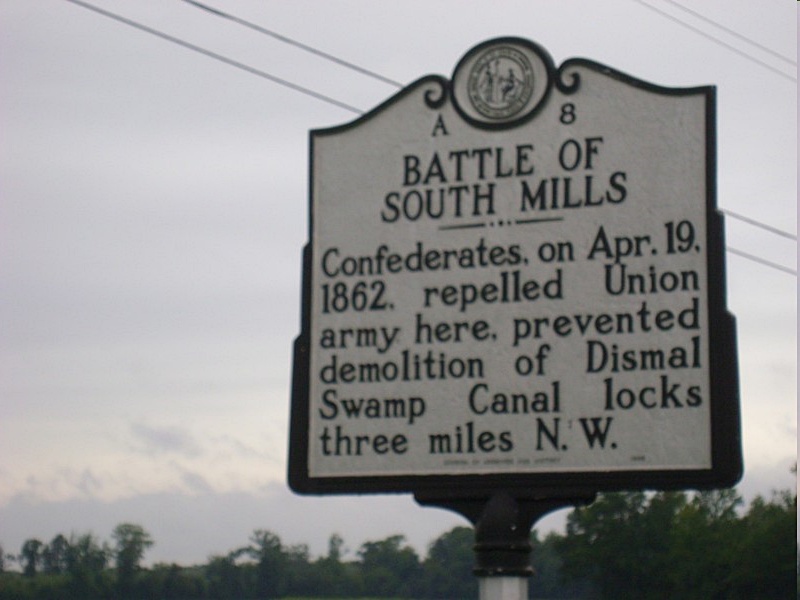 A 8
BATTLE OF
SOUTH MILLS
Confederates, on Apr. 19,
1862, repelled Union
army here, prevented
demolition of Dismal
Swamp Canal locks
three miles N. W.